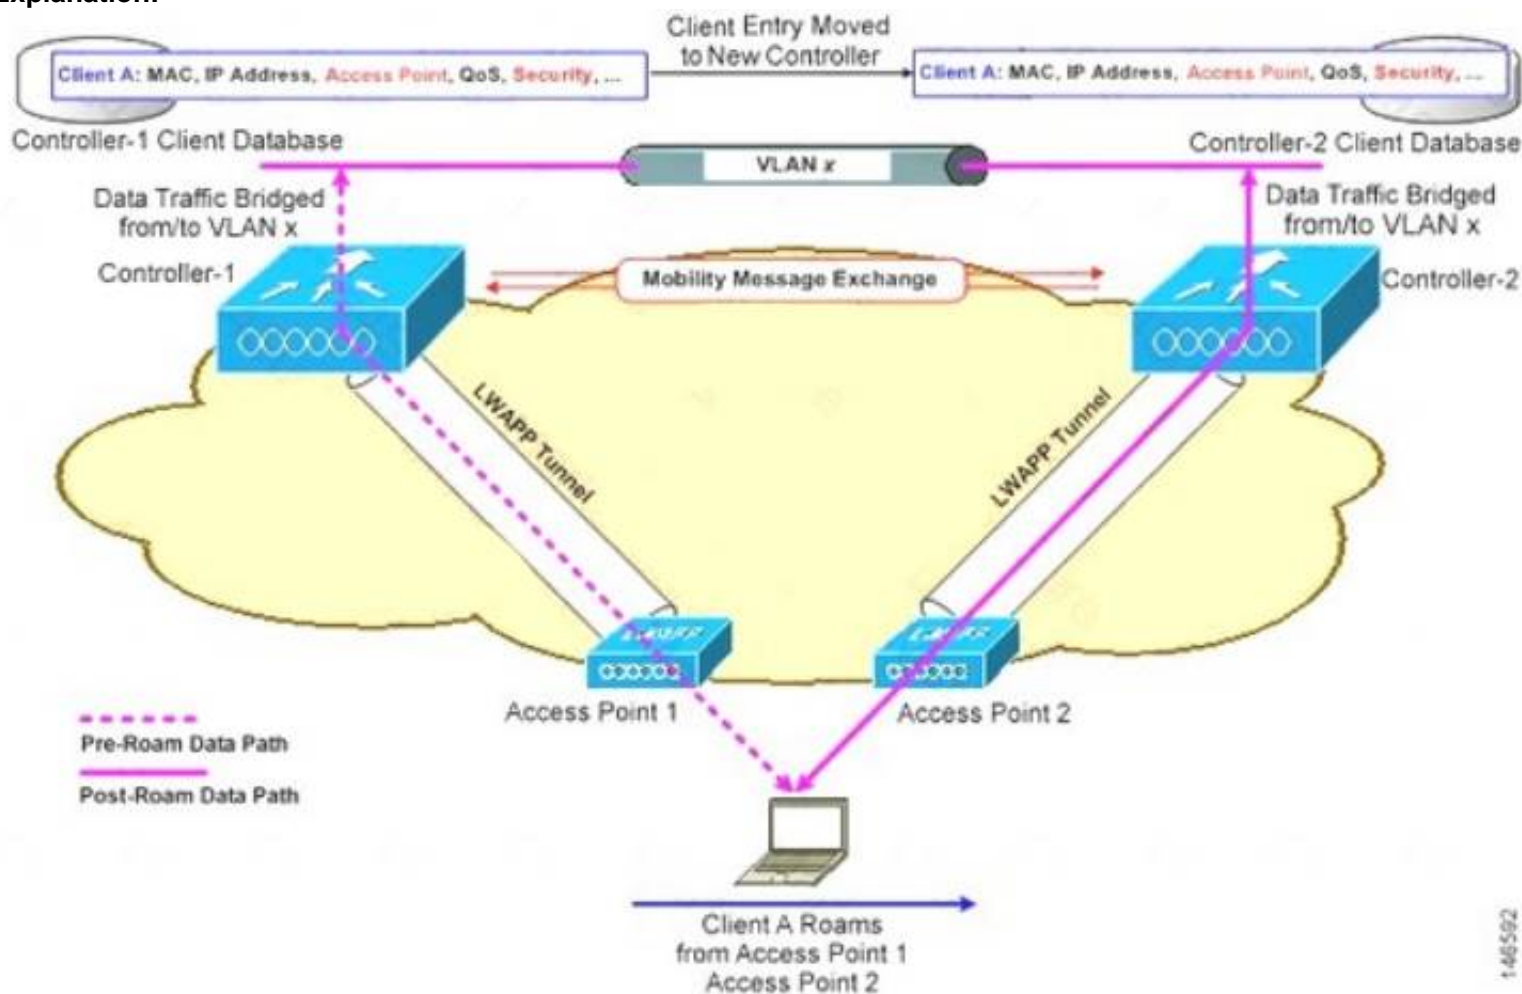 Explanation:
Client Entry Moved
to New Controller
Client A: MAC, IP Address, Access Point, QoS, Security, ...
Client A: MAC, IP Address, Access Point, QoS, Security, ...
Controller-1 Client Database
Controller-2 Client Database
VLAN x
Data Traffic Bridged
from/to VLAN x
Data Traffic Bridged
from/to VLAN x
Controller-1
Mobility Message Exchange
Controller-2
LWAPP Tunnel
LWAPP Tunnel
LWAPP
LWAPP
Access Point 1
Access Point 2
Pre-Roam Data Path
Post-Roam Data Path
Client A Roams
from Access Point 1
Access Point 2
146592